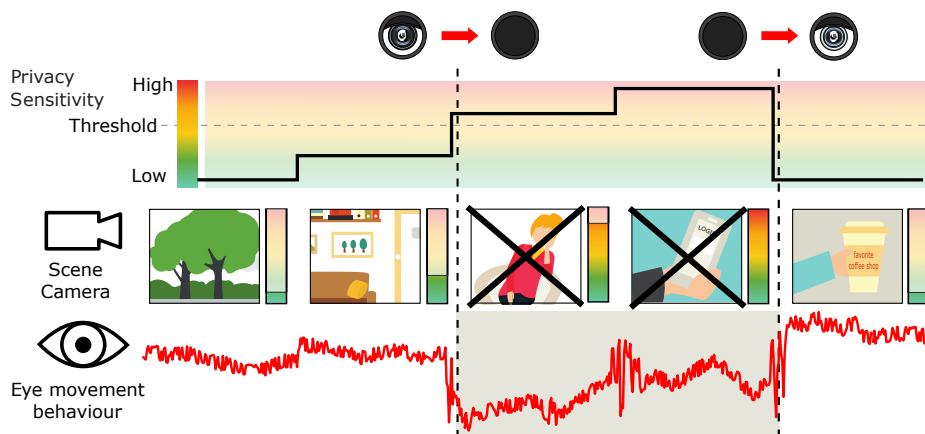 Privacy
Sensitivity
High
Threshold
Low
Scene
Camera
LOGIN
favorite
coffee shop
Eye movement
behaviour